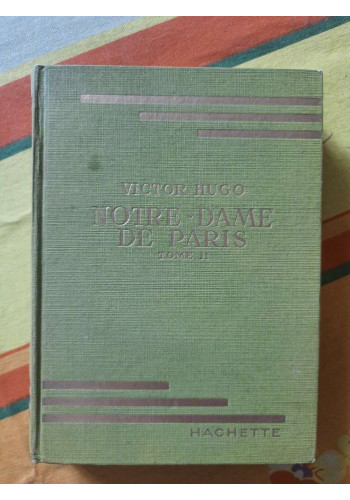 VICTOR HUGO
NOTRE-DAME
DE PARIS
TOME II
HACHETTE